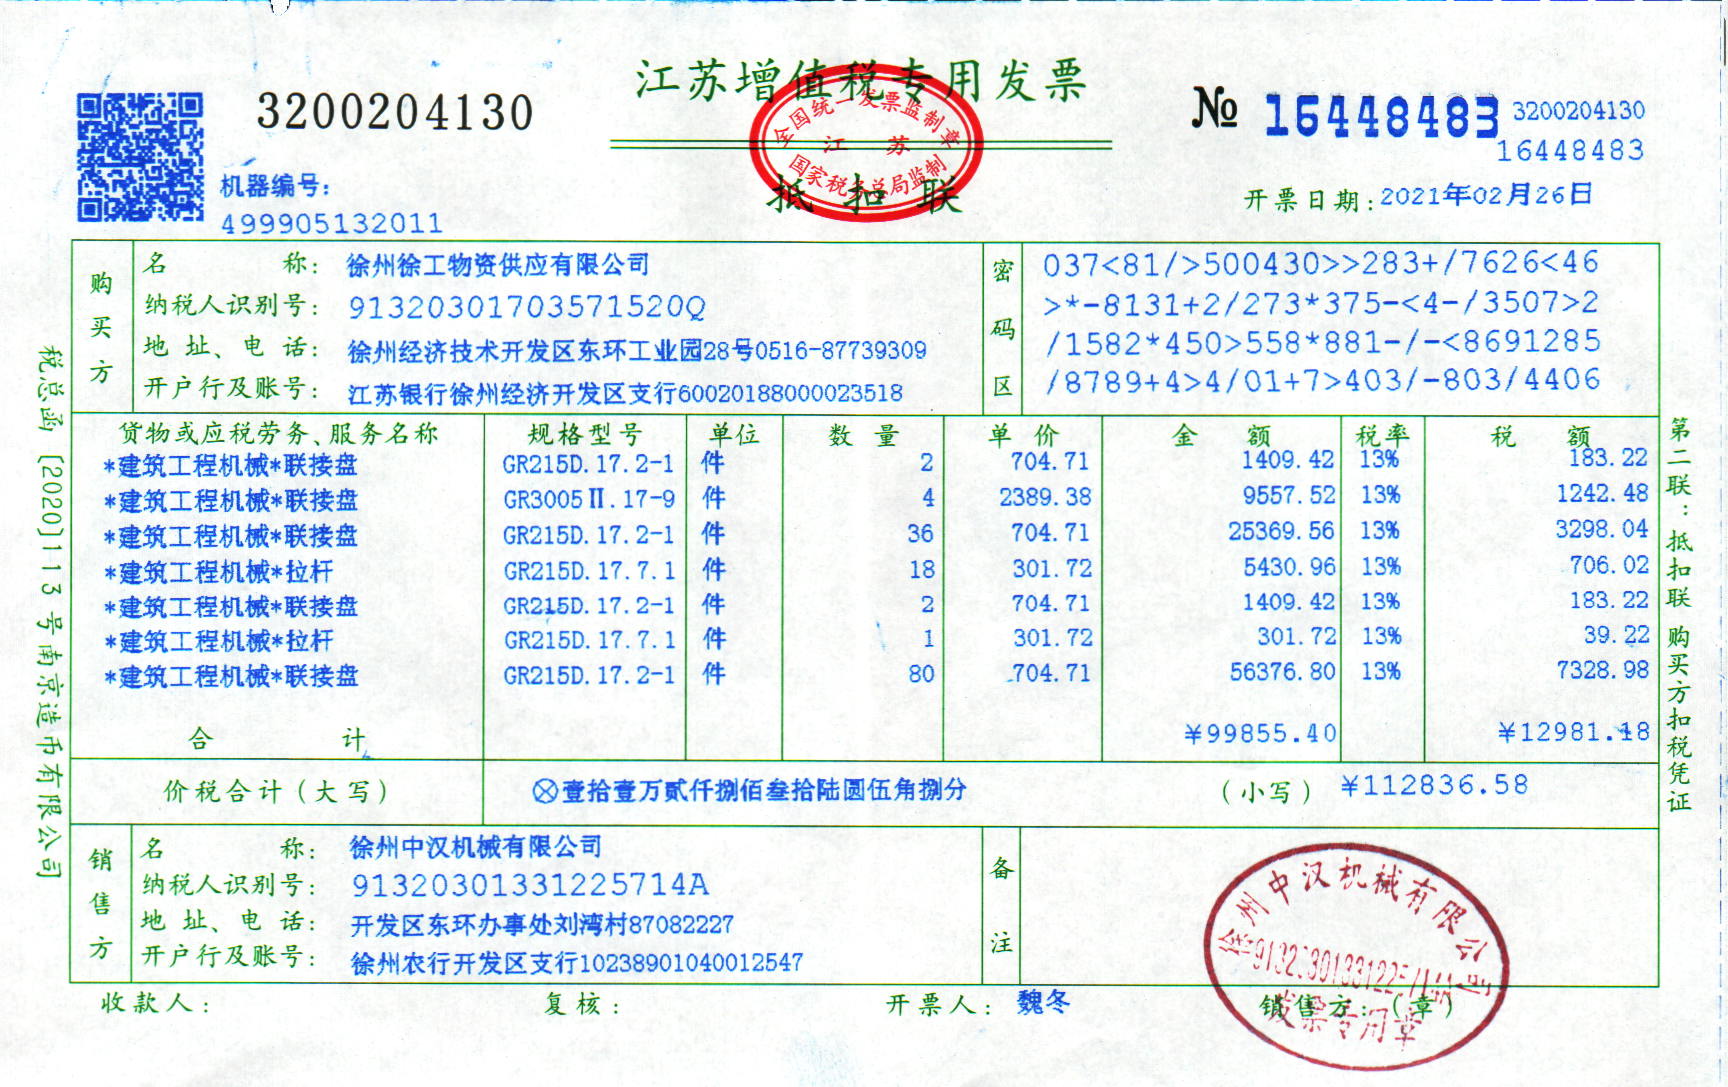 江苏增值税专用发票
3200204130
№ 16448483
3200204130
16448483
全国统一发票监制章
江苏
国家税务总局监制
抵扣联
机器编号:
499905132011
开票日期: 2021年02月26日
购买方
名称: 徐州徐工物资供应有限公司
纳税人识别号: 91320301703571520Q
地址、电话: 徐州经济技术开发区东环工业园28号0516-87739309
开户行及账号: 江苏银行徐州经济开发区支行60020188000023518
密码区
037<81/>500430>>283+/7626<46
>*-8131+2/273*375-<4-/3507>2
/1582*450>558*881-/-<8691285
/8789+4>4/01+7>403/-803/4406
货物或应税劳务、服务名称 规格型号 单位 数量 单价 金额 税率 税额
*建筑工程机械*联接盘 GR215D.17.2-1 件 2 704.71 1409.42 13% 183.22
*建筑工程机械*联接盘 GR3005Ⅱ.17-9 件 4 2389.38 9557.52 13% 1242.48
*建筑工程机械*联接盘 GR215D.17.2-1 件 36 704.71 25369.56 13% 3298.04
*建筑工程机械*拉杆 GR215D.17.7.1 件 18 301.72 5430.96 13% 706.02
*建筑工程机械*联接盘 GR215D.17.2-1 件 2 704.71 1409.42 13% 183.22
*建筑工程机械*拉杆 GR215D.17.7.1 件 1 301.72 301.72 13% 39.22
*建筑工程机械*联接盘 GR215D.17.2-1 件 80 704.71 56376.80 13% 7328.98
合计 ¥99855.40 ¥12981.18
价税合计(大写) ⊗壹拾壹万贰仟捌佰叁拾陆圆伍角捌分 (小写) ¥112836.58
销售方
名称: 徐州中汉机械有限公司
纳税人识别号: 91320301331225714A
地址、电话: 开发区东环办事处刘湾村87082227
开户行及账号: 徐州农行开发区支行10238901040012547
备注
收款人: 复核: 开票人: 魏冬 销售方:(章)
徐州中汉机械有限公司
91320301331225714A
发票专用章
税总函[2020]113号南京造币有限公司
第二联:抵扣联 购买方扣税凭证